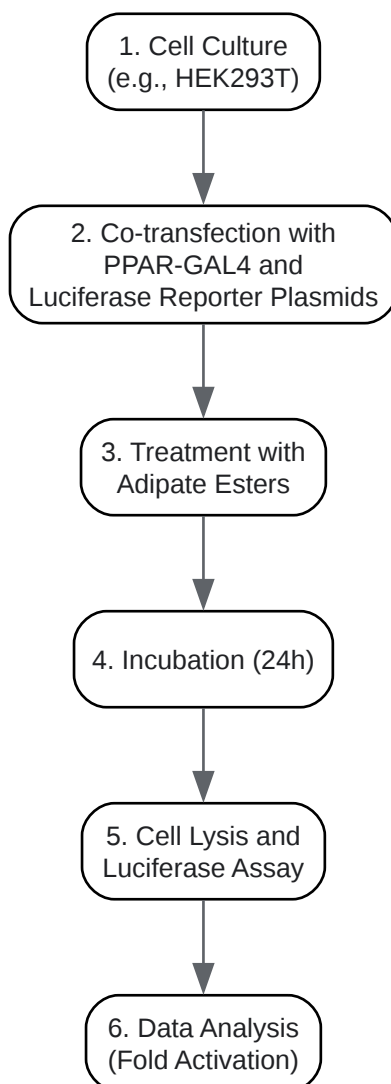 1. Cell Culture
(e.g., HEK293T)
2. Co-transfection with
PPAR-GAL4 and
Luciferase Reporter Plasmids
3. Treatment with
Adipate Esters
4. Incubation (24h)
5. Cell Lysis and
Luciferase Assay
6. Data Analysis
(Fold Activation)